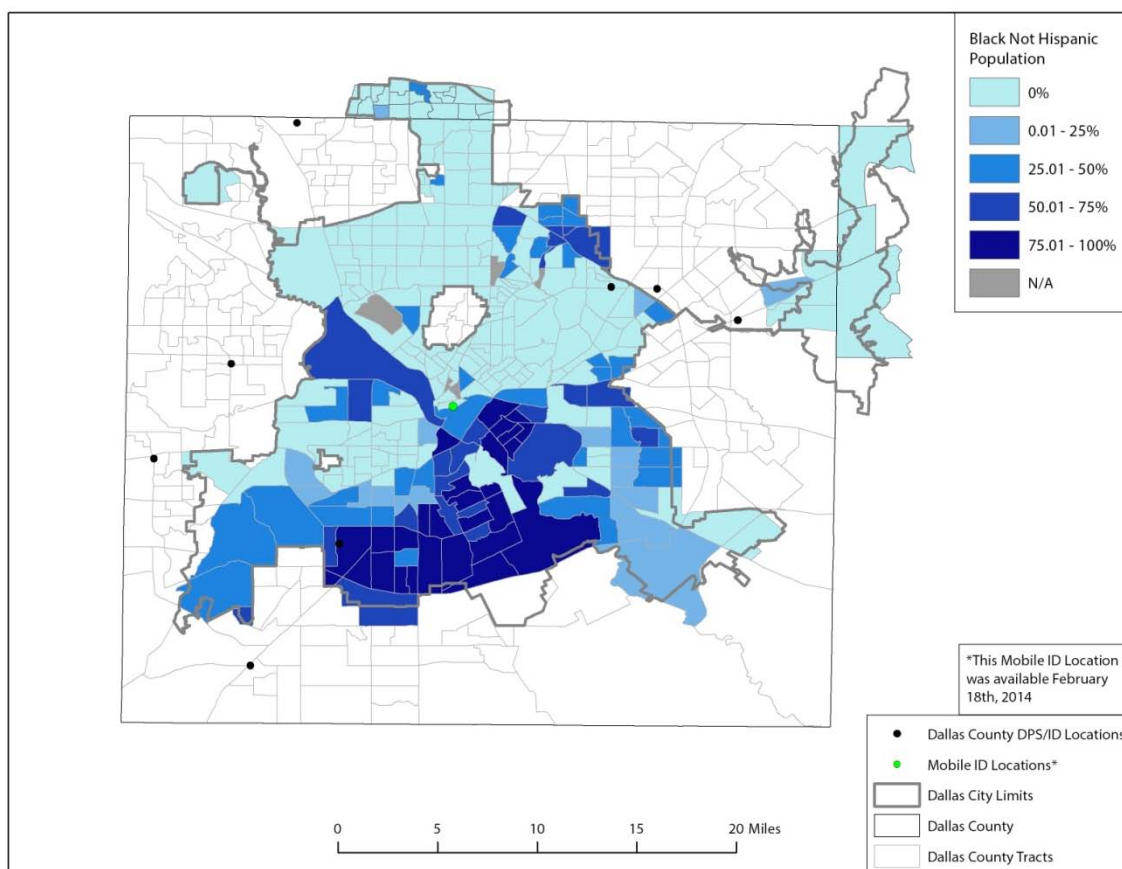 Black Not Hispanic
Population
0%
0.01 - 25%
25.01 - 50%
50.01 - 75%
75.01 - 100%
N/A
*This Mobile ID Location
was available February
18th, 2014
Dallas County DPS/ID Locations
Mobile ID Locations*
Dallas City Limits
Dallas County
Dallas County Tracts
0 5 10 15 20 Miles